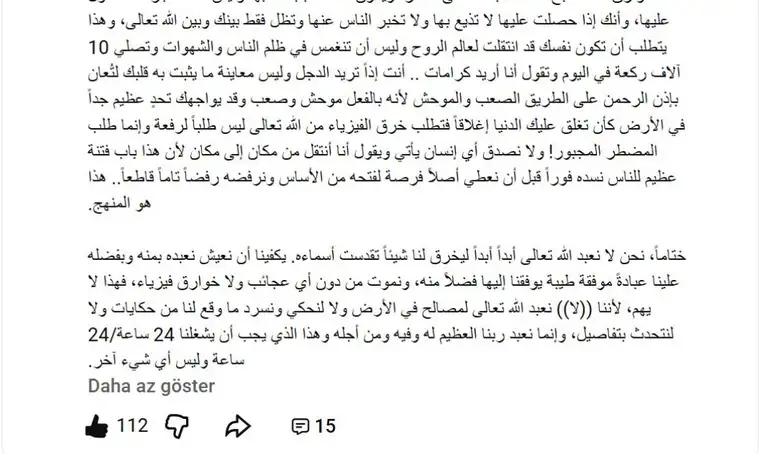 عليها، وأنك إذا حصلت عليها لا تذيع بها ولا تخبر الناس عنها وتظل فقط بينك وبين الله تعالى، وهذا
يتطلب أن تكون نفسك قد انتقلت لعالم الروح وليس أن تنغمس في ظلم الناس والشهوات وتصلي 10
آلاف ركعة في اليوم وتقول أنا أريد كرامات .. أنت إذاً تريد الدجل وليس معاينة ما يثبت به قلبك لتُعان
بإذن الرحمن على الطريق الصعب والموحش لأنه بالفعل موحش وصعب وقد يواجهك تحدٍ عظيم جداً
في الأرض كأن تغلق عليك الدنيا إغلاقاً فتطلب خرق الفيزياء من الله تعالى ليس طلباً لرفعة وإنما طلب
المضطر المجبور! ولا نصدق أي إنسان يأتي ويقول أنا أنتقل من مكان إلى مكان لأن هذا باب فتنة
عظيم للناس نسده فوراً قبل أن نعطي أصلاً فرصة لفتحه من الأساس ونرفضه رفضاً تاماً قاطعاً.. هذا
هو المنهج.
ختاماً، نحن لا نعبد الله تعالى أبداً أبداً ليخرق لنا شيئاً تقدست أسماءه. يكفينا أن نعيش نعبده بمنه وبفضله
علينا عبادةً موفقة طيبة يوفقنا إليها فضلاً منه، ونموت من دون أي عجائب ولا خوارق فيزياء، فهذا لا
يهم، لأننا ((لا)) نعبد الله تعالى لمصالح في الأرض ولا لنحكي ونسرد ما وقع لنا من حكايات ولا
لنتحدث بتفاصيل، وإنما نعبد ربنا العظيم له وفيه ومن أجله وهذا الذي يجب أن يشغلنا 24 ساعة/24
ساعة وليس أي شيء آخر.
Daha az göster
112 15